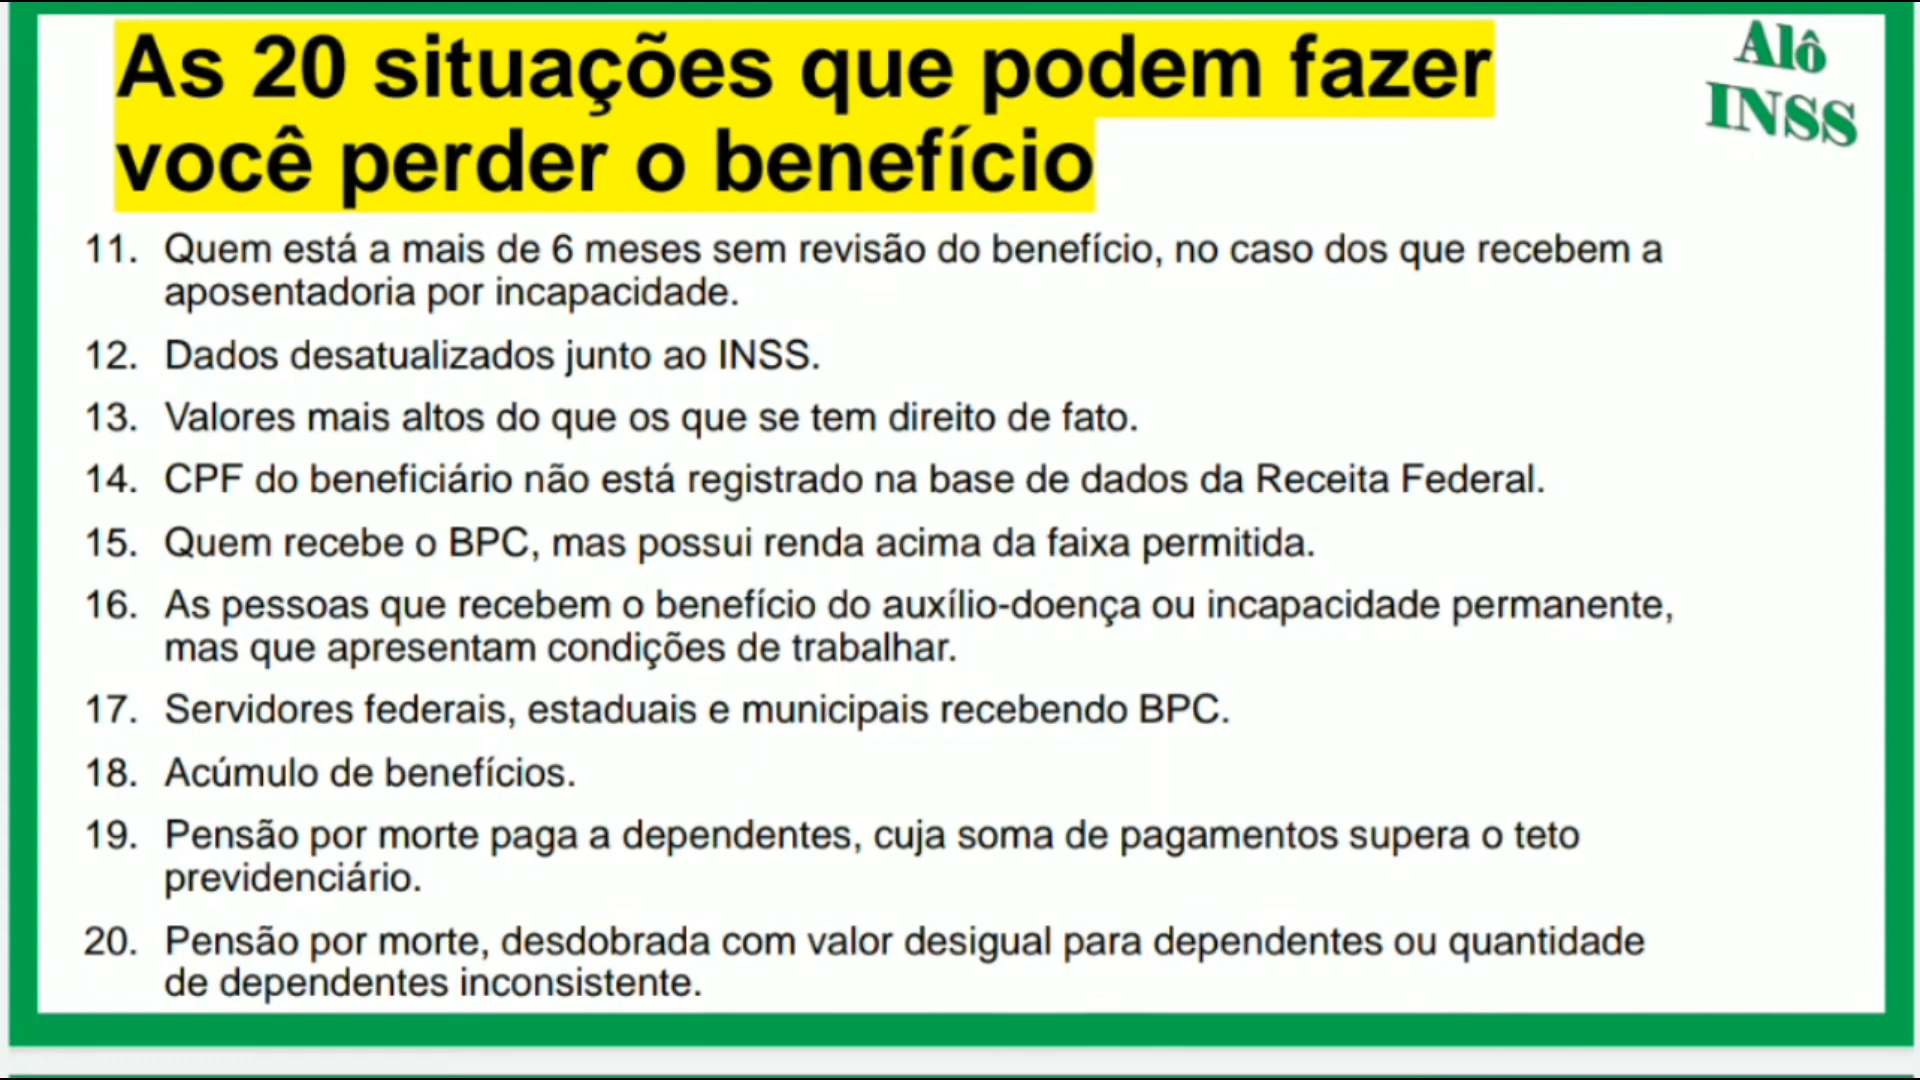 As 20 situações que podem fazer
você perder o benefício
Alô
INSS
11. Quem está a mais de 6 meses sem revisão do benefício, no caso dos que recebem a
aposentadoria por incapacidade.
12. Dados desatualizados junto ao INSS.
13. Valores mais altos do que os que se tem direito de fato.
14. CPF do beneficiário não está registrado na base de dados da Receita Federal.
15. Quem recebe o BPC, mas possui renda acima da faixa permitida.
16. As pessoas que recebem o benefício do auxílio-doença ou incapacidade permanente,
mas que apresentam condições de trabalhar.
17. Servidores federais, estaduais e municipais recebendo BPC.
18. Acúmulo de benefícios.
19. Pensão por morte paga a dependentes, cuja soma de pagamentos supera o teto
previdenciário.
20. Pensão por morte, desdobrada com valor desigual para dependentes ou quantidade
de dependentes inconsistente.